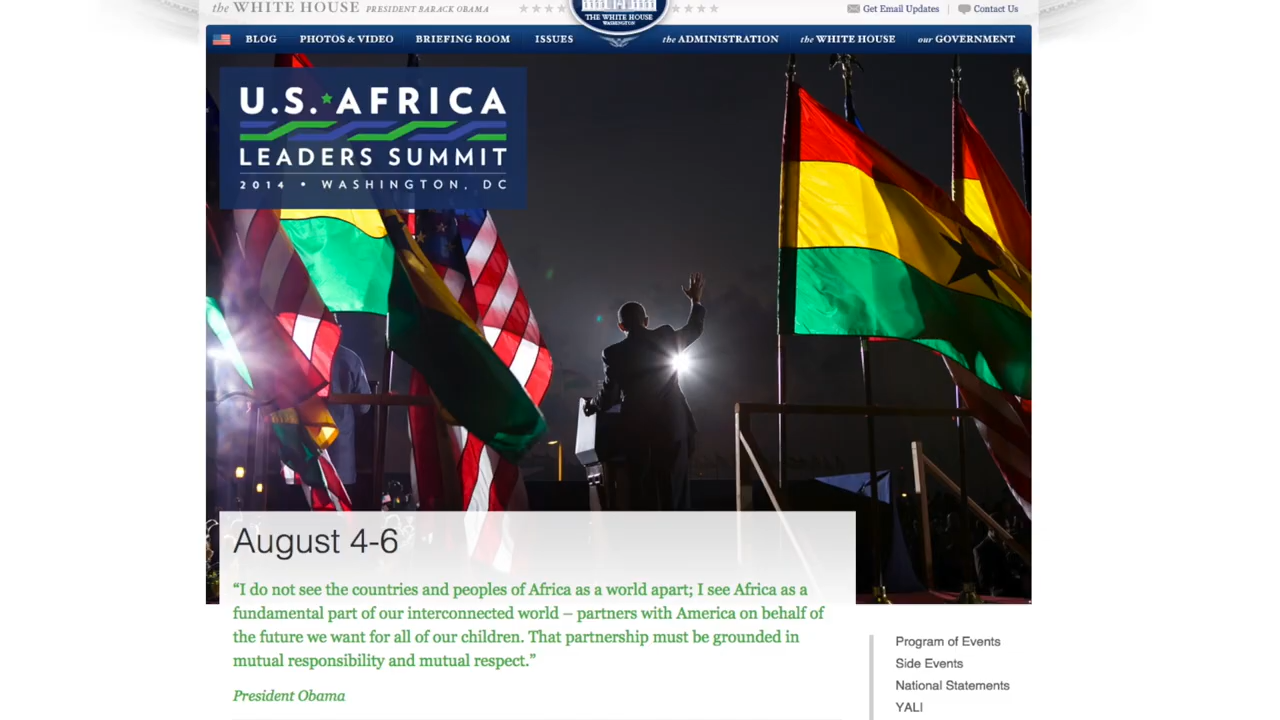 the WHITE HOUSE PRESIDENT BARACK OBAMA
THE WHITE HOUSE
WASHINGTON
Get Email Updates
Contact Us
BLOG PHOTOS & VIDEO BRIEFING ROOM ISSUES the ADMINISTRATION the WHITE HOUSE our GOVERNMENT
U.S. AFRICA
LEADERS SUMMIT
2014 • WASHINGTON, DC
August 4-6
“I do not see the countries and peoples of Africa as a world apart; I see Africa as a
fundamental part of our interconnected world – partners with America on behalf of
the future we want for all of our children. That partnership must be grounded in
mutual responsibility and mutual respect.”
President Obama
Program of Events
Side Events
National Statements
YALI